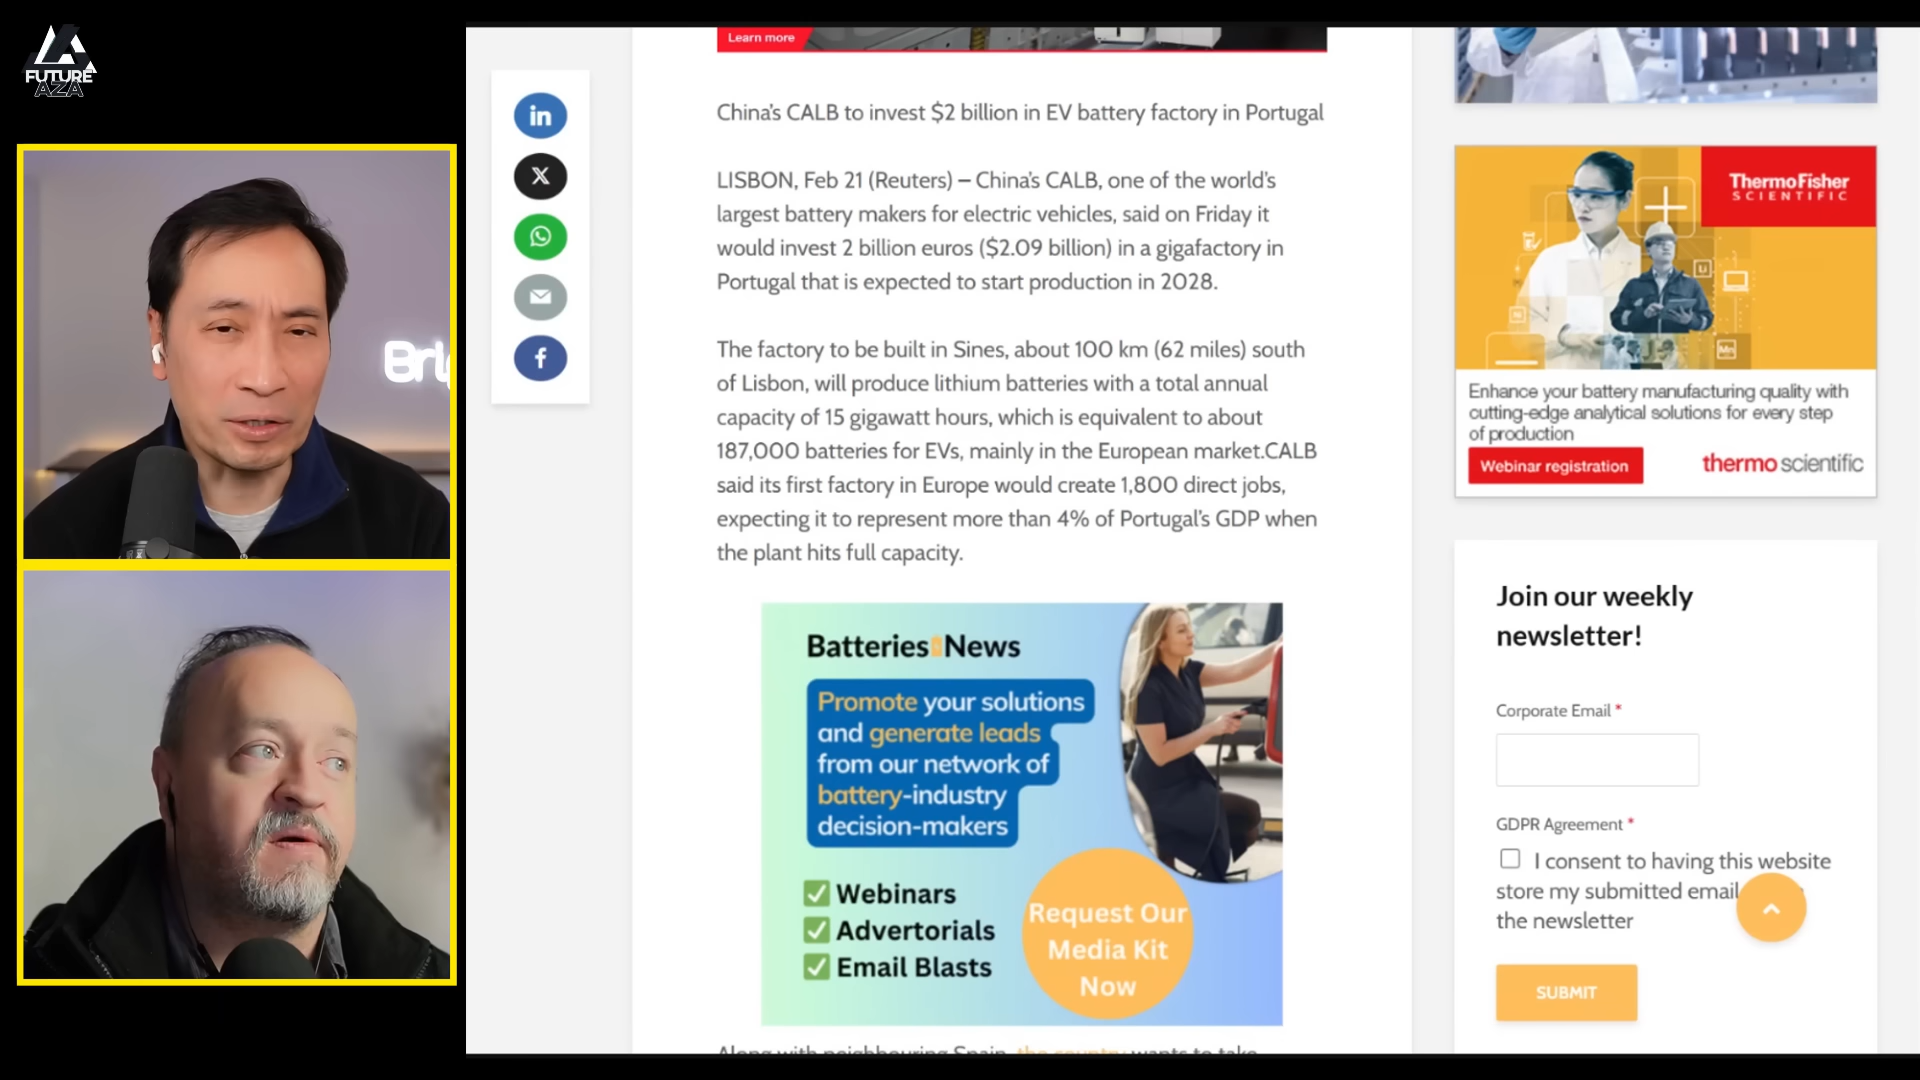 FUTURE
AZA
Bri
Learn more
China's CALB to invest $2 billion in EV battery factory in Portugal
LISBON, Feb 21 (Reuters) – China's CALB, one of the world's
largest battery makers for electric vehicles, said on Friday it
would invest 2 billion euros ($2.09 billion) in a gigafactory in
Portugal that is expected to start production in 2028.
The factory to be built in Sines, about 100 km (62 miles) south
of Lisbon, will produce lithium batteries with a total annual
capacity of 15 gigawatt hours, which is equivalent to about
187,000 batteries for EVs, mainly in the European market.CALB
said its first factory in Europe would create 1,800 direct jobs,
expecting it to represent more than 4% of Portugal's GDP when
the plant hits full capacity.
Batteries News
Promote your solutions
and generate leads
from our network of
battery-industry
decision-makers
Webinars
Advertorials
Email Blasts
Request Our
Media Kit
Now
Along with neighbouring Spain, the country wants to take
ThermoFisher
SCIENTIFIC
Enhance your battery manufacturing quality with
cutting-edge analytical solutions for every step
of production
Webinar registration
thermo scientific
Join our weekly
newsletter!
Corporate Email *
GDPR Agreement *
I consent to having this website
store my submitted email
the newsletter
SUBMIT